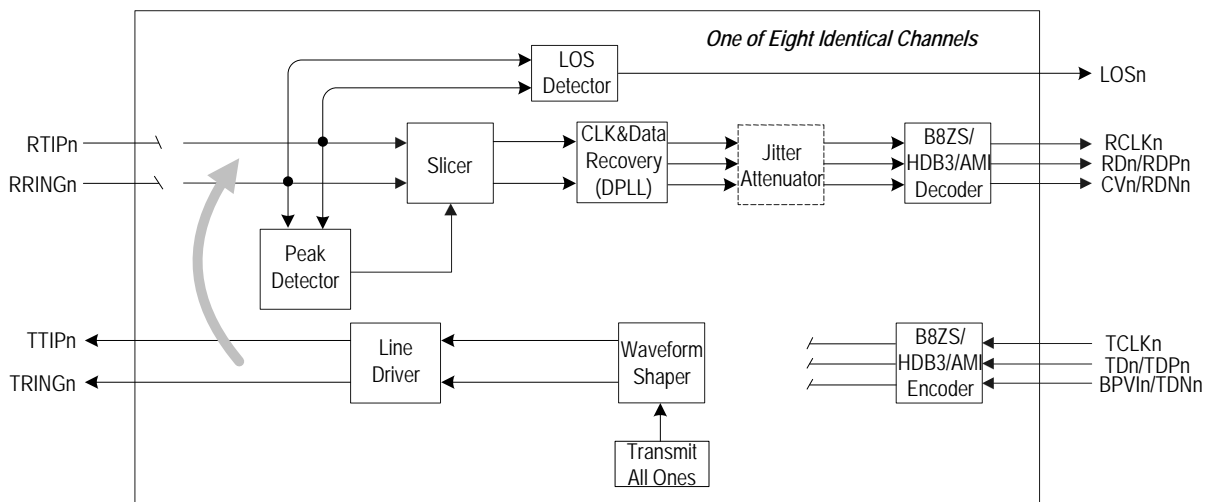 One of Eight Identical Channels
LOS
Detector
LOSn
RTIPn
RRINGn
Slicer
CLK&Data
Recovery
(DPLL)
Jitter
Attenuator
B8ZS/
HDB3/AMI
Decoder
RCLKn
RDn/RDPn
CVn/RDNn
Peak
Detector
TTIPn
TRINGn
Line
Driver
Waveform
Shaper
B8ZS/
HDB3/AMI
Encoder
TCLKn
TDn/TDPn
BPVIn/TDNn
Transmit
All Ones